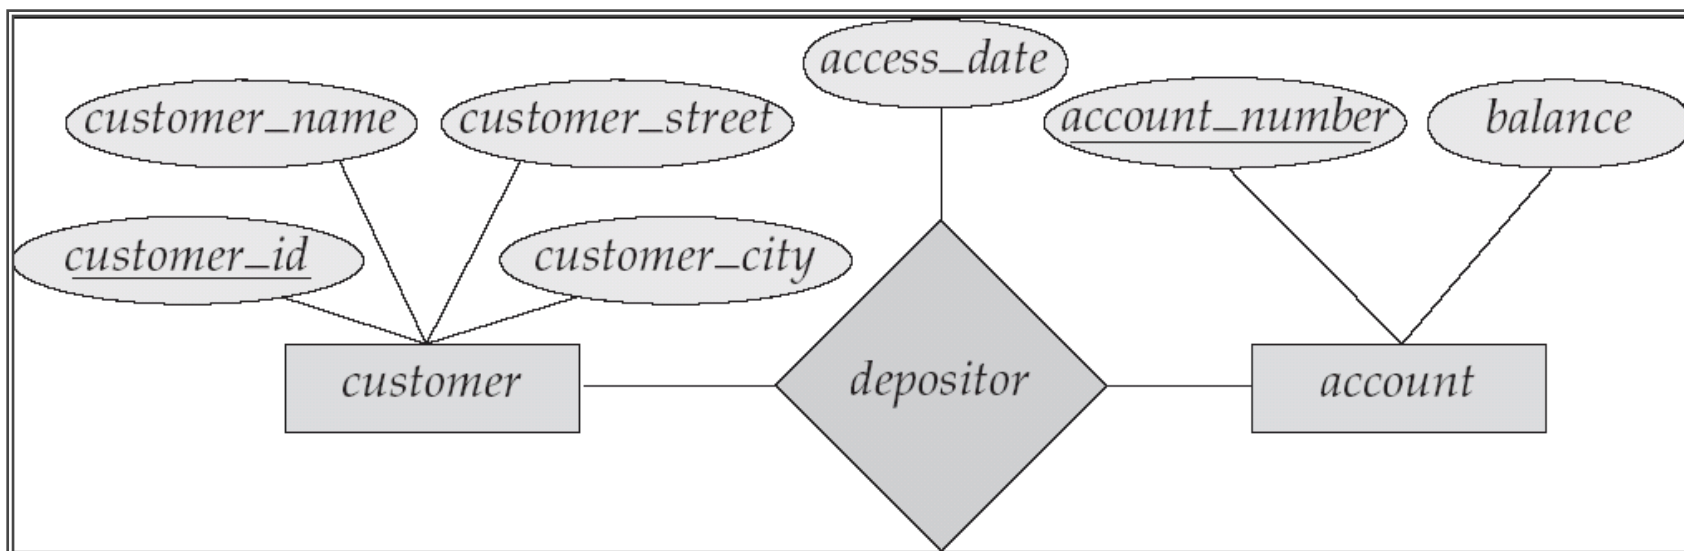 access_date
customer_name
customer_street
account_number
balance
customer_id
customer_city
customer
depositor
account